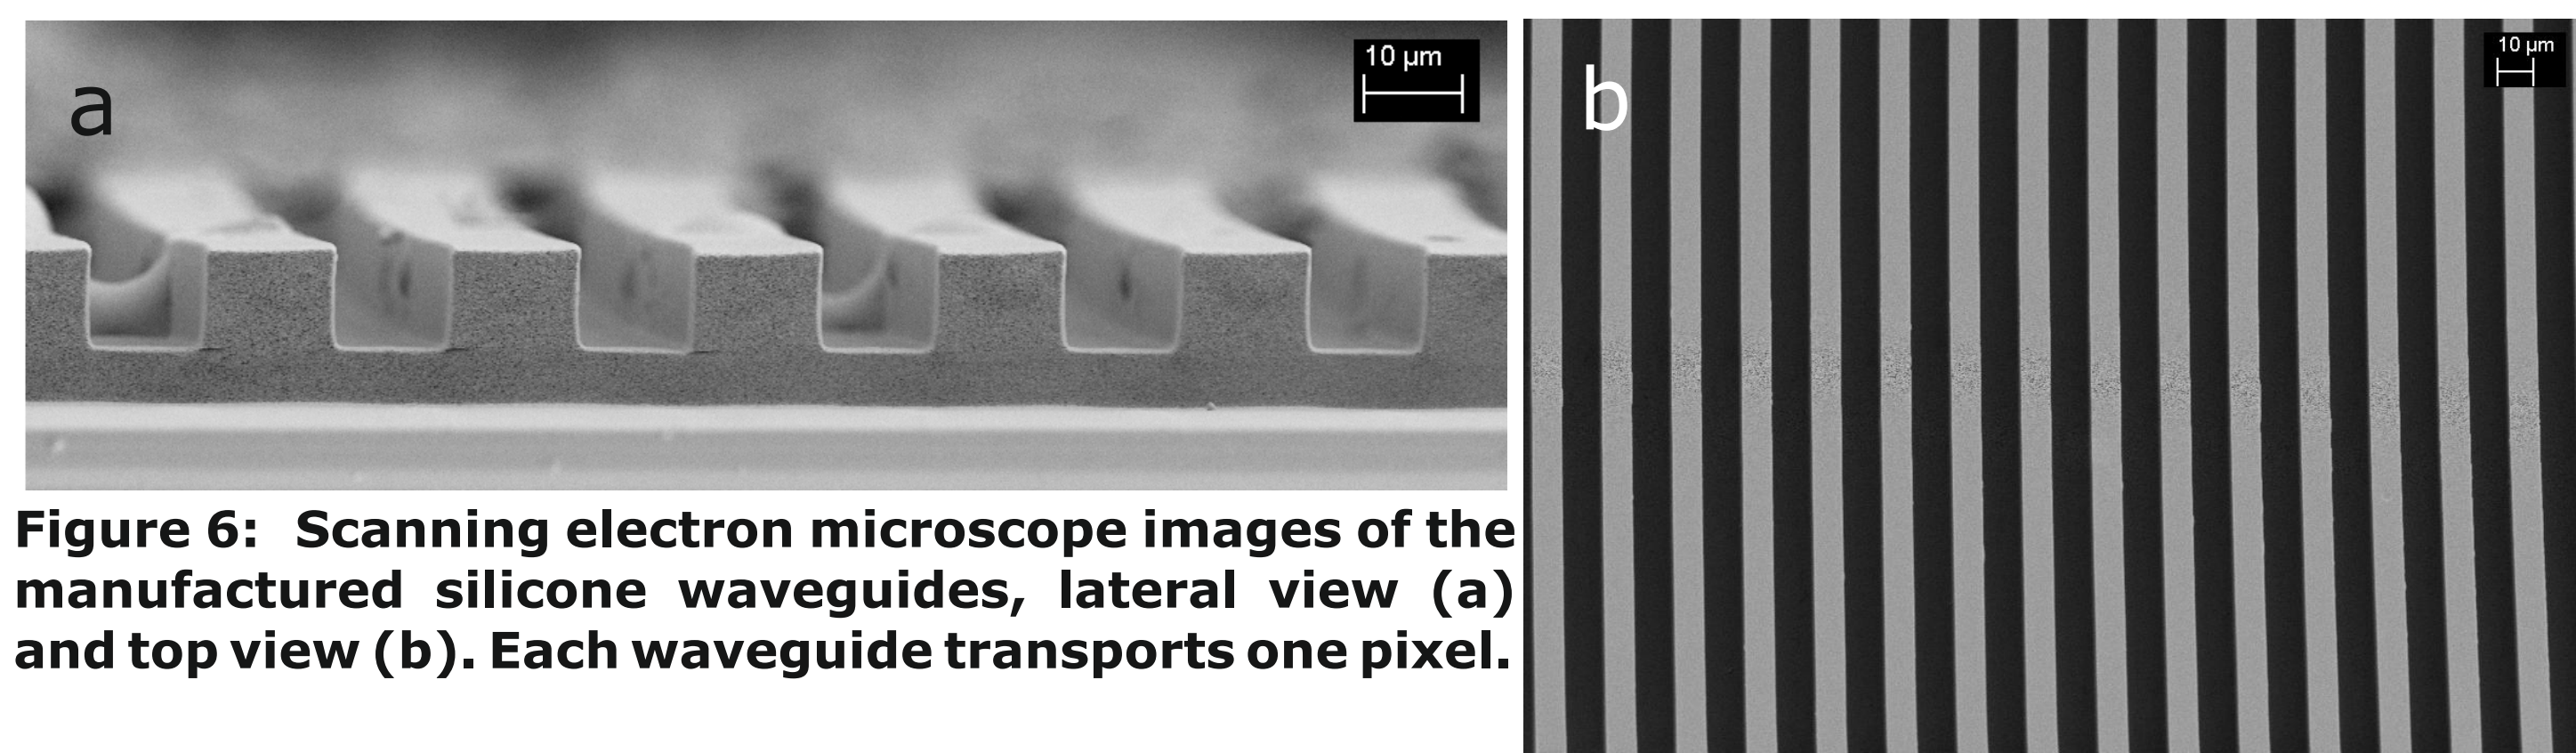 a
10 µm
b
10 µm
Figure 6: Scanning electron microscope images of the
manufactured silicone waveguides, lateral view (a)
and top view (b). Each waveguide transports one pixel.